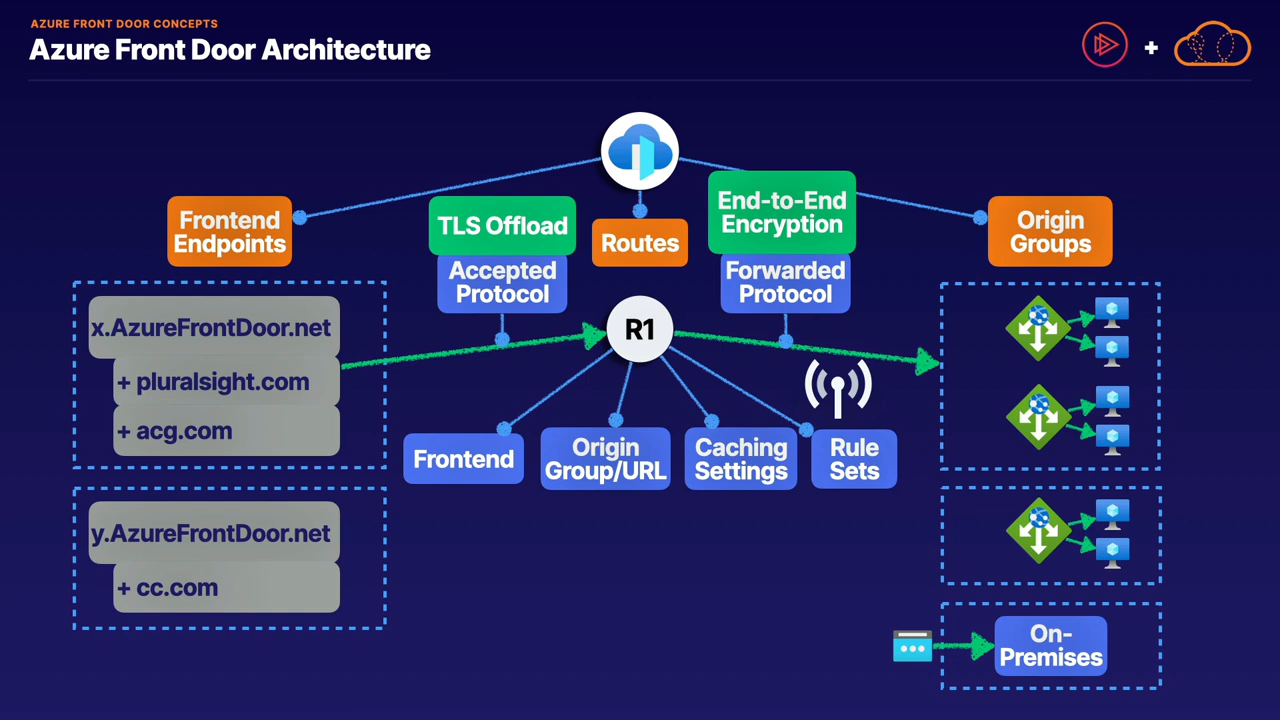 AZURE FRONT DOOR CONCEPTS
Azure Front Door Architecture
+
Frontend
Endpoints
TLS Offload
Accepted
Protocol
Routes
End-to-End
Encryption
Forwarded
Protocol
Origin
Groups
x.AzureFrontDoor.net
+ pluralsight.com
+ acg.com
R1
Frontend
Origin
Group/URL
Caching
Settings
Rule
Sets
y.AzureFrontDoor.net
+ cc.com
On-
Premises